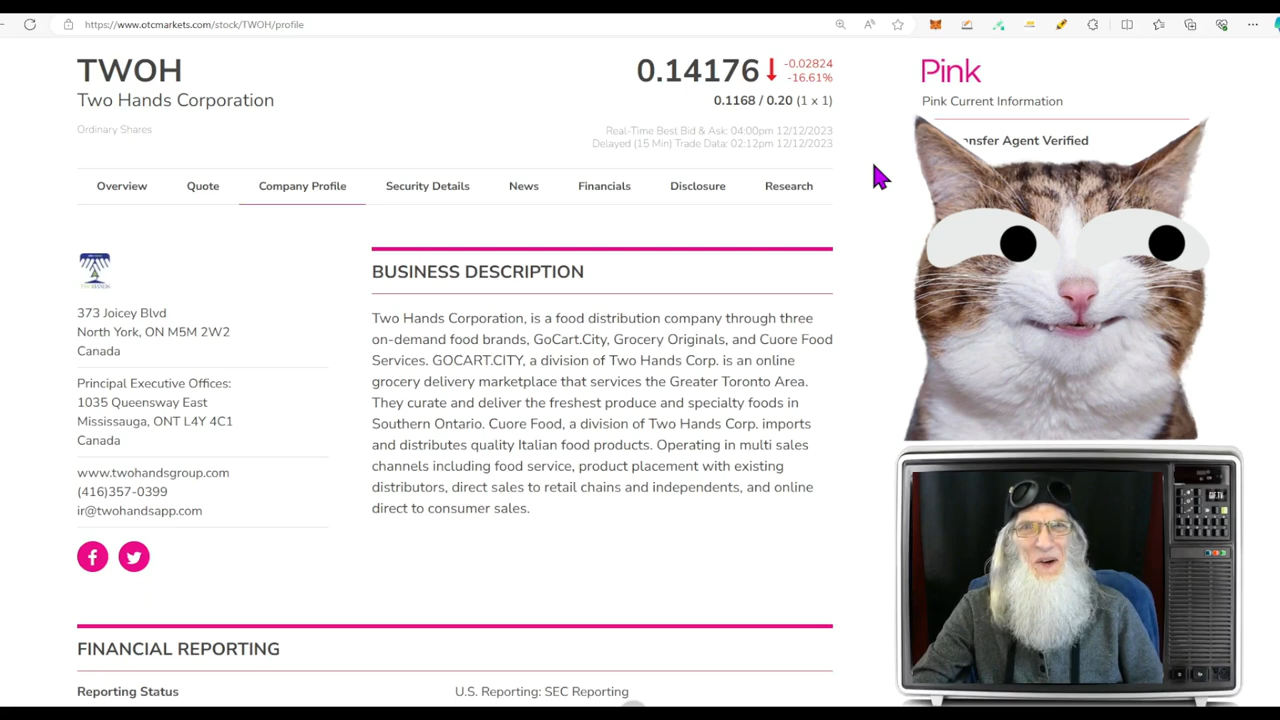 https://www.otcmarkets.com/stock/TWOH/profile
TWOH
Two Hands Corporation
Ordinary Shares
0.14176
-0.02824
-16.61%
0.1168 / 0.20 (1 x 1)
Real-Time Best Bid & Ask: 04:00pm 12/12/2023
Delayed (15 Min) Trade Data: 02:12pm 12/12/2023
Pink
Pink Current Information
nsfer Agent Verified
Overview
Quote
Company Profile
Security Details
News
Financials
Disclosure
Research
373 Joicey Blvd
North York, ON M5M 2W2
Canada
Principal Executive Offices:
1035 Queensway East
Mississauga, ONT L4Y 4C1
Canada
www.twohandsgroup.com
(416)357-0399
ir@twohandsapp.com
BUSINESS DESCRIPTION
Two Hands Corporation, is a food distribution company through three
on-demand food brands, GoCart.City, Grocery Originals, and Cuore Food
Services. GOCART.CITY, a division of Two Hands Corp. is an online
grocery delivery marketplace that services the Greater Toronto Area.
They curate and deliver the freshest produce and specialty foods in
Southern Ontario. Cuore Food, a division of Two Hands Corp. imports
and distributes quality Italian food products. Operating in multi sales
channels including food service, product placement with existing
distributors, direct sales to retail chains and independents, and online
direct to consumer sales.
FINANCIAL REPORTING
Reporting Status
U.S. Reporting: SEC Reporting